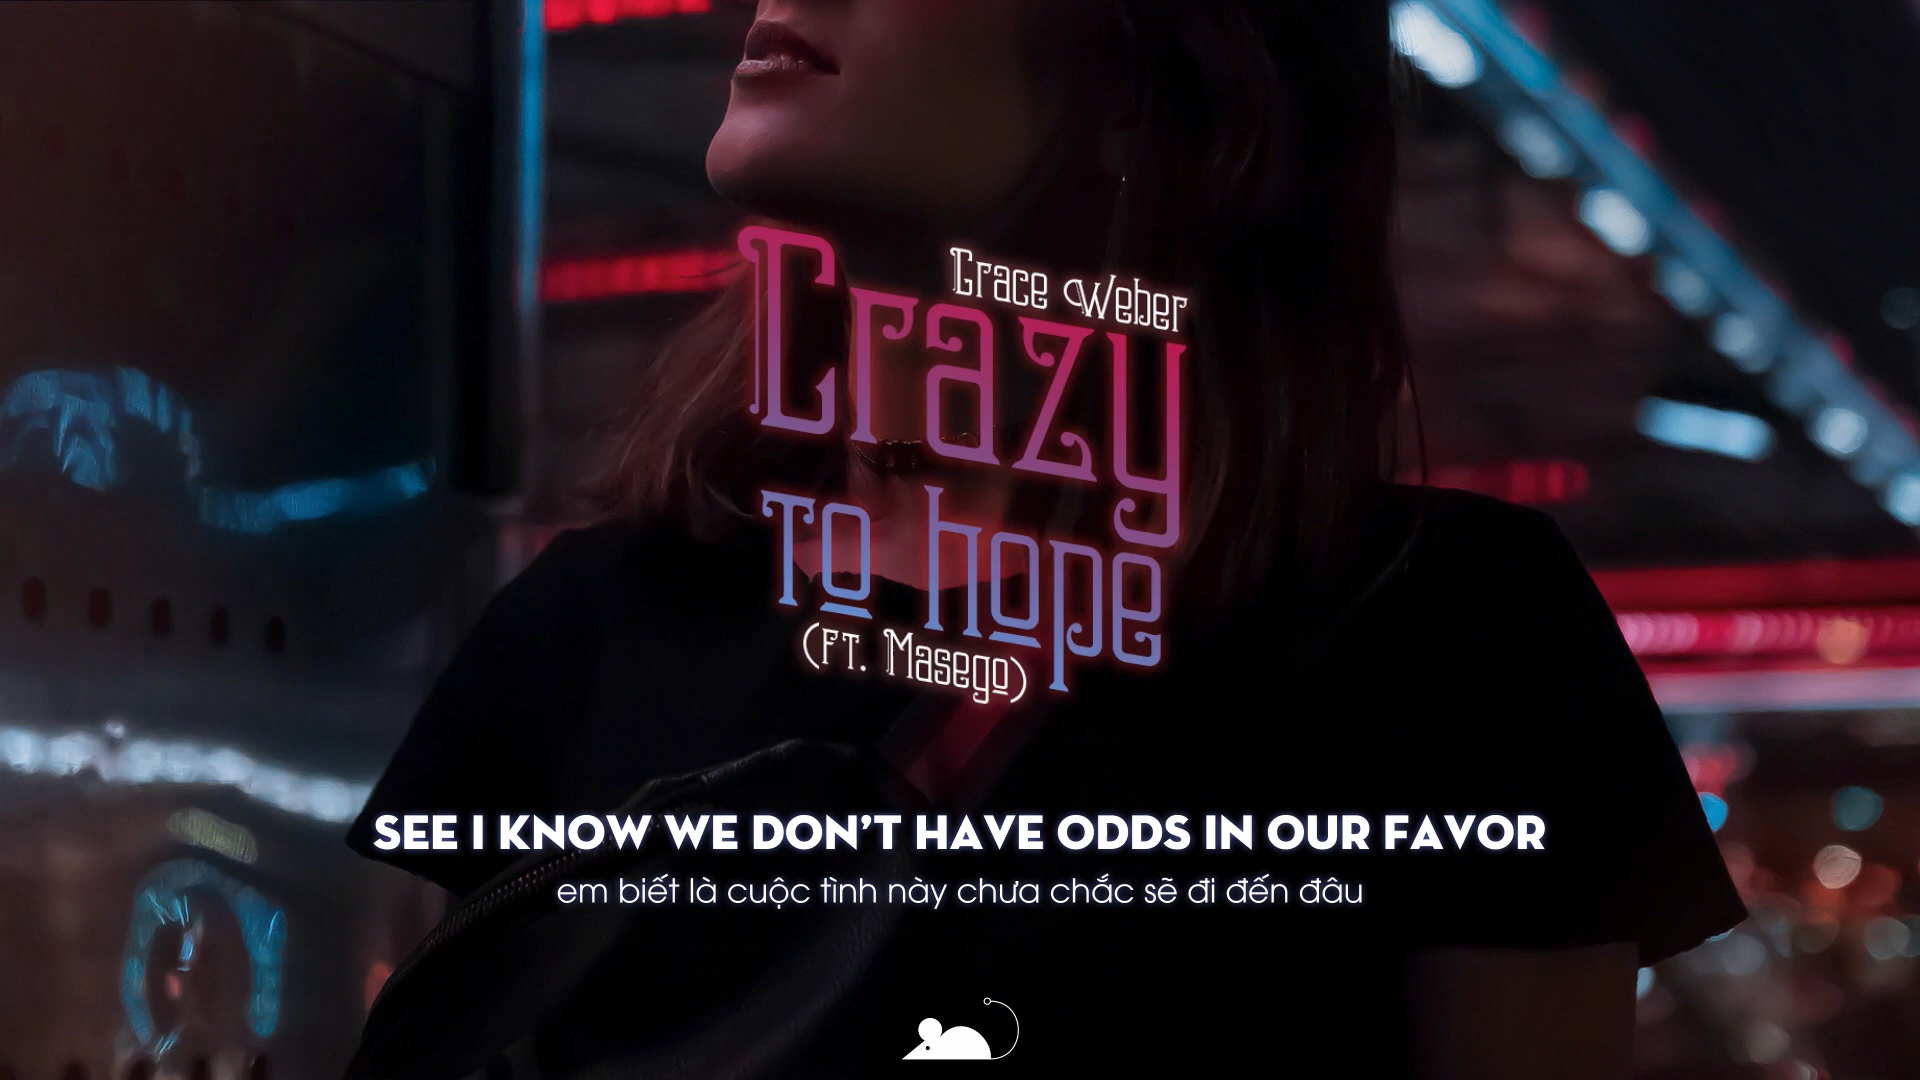 Grace Weber
Crazy
To hope
(Ft. Masego)
SEE I KNOW WE DON'T HAVE ODDS IN OUR FAVOR
em biết là cuộc tình này chưa chắc sẽ đi đến đâu